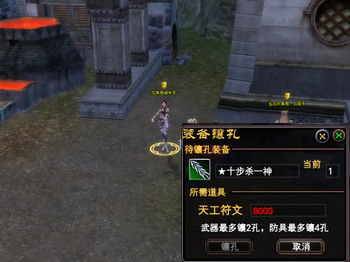 装备镶孔
待镶孔装备
★十步杀一神
当前 1
所需道具
天工符文 8000
武器最多镶2孔，防具最多镶4孔
镶孔 取消